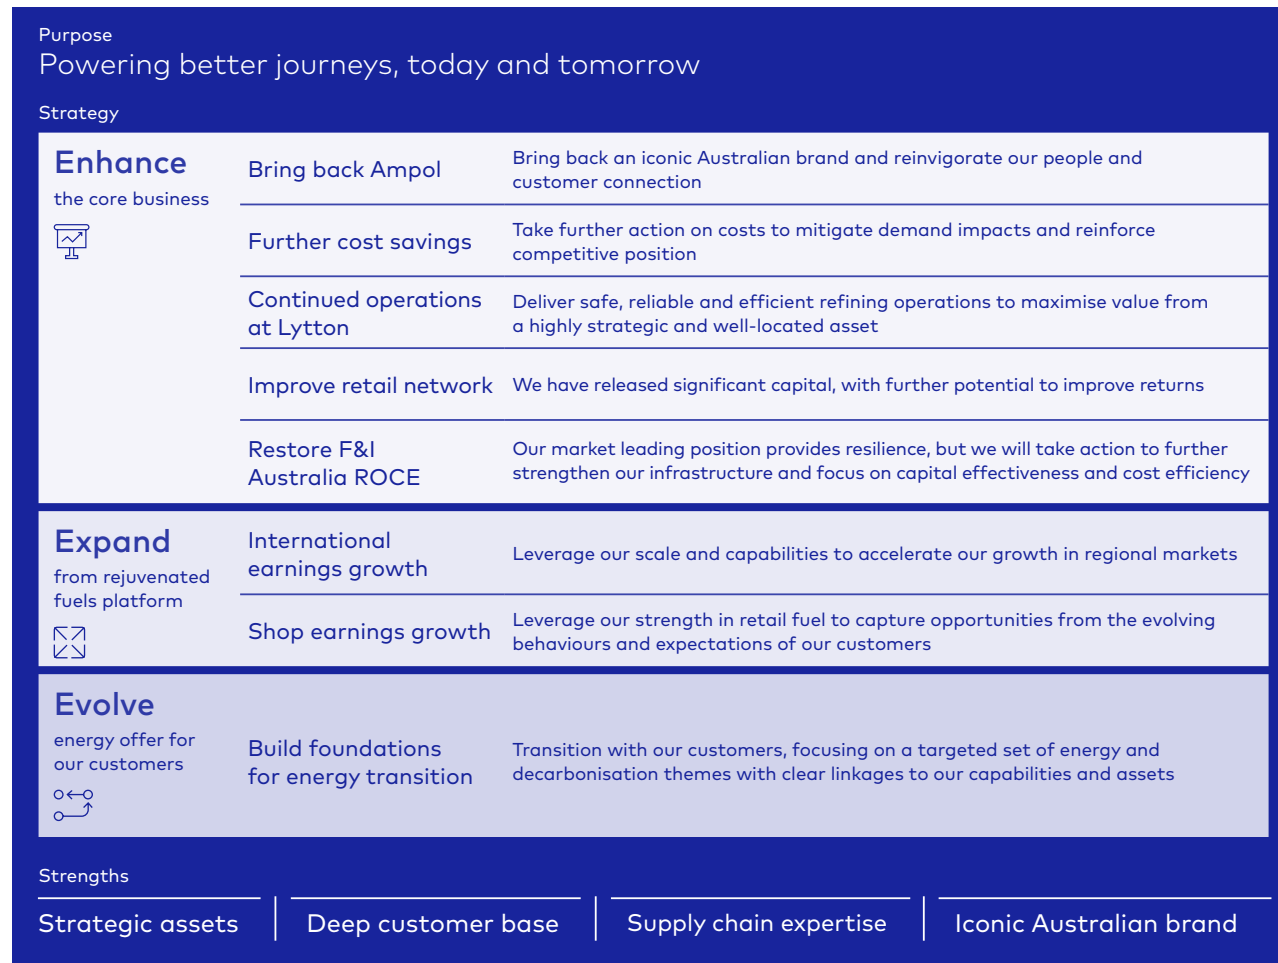 Purpose
Powering better journeys, today and tomorrow
Strategy
Enhance
the core business
Bring back Ampol
Bring back an iconic Australian brand and reinvigorate our people and
customer connection
Further cost savings
Take further action on costs to mitigate demand impacts and reinforce
competitive position
Continued operations
at Lytton
Deliver safe, reliable and efficient refining operations to maximise value from
a highly strategic and well-located asset
Improve retail network
We have released significant capital, with further potential to improve returns
Restore F&I
Australia ROCE
Our market leading position provides resilience, but we will take action to further
strengthen our infrastructure and focus on capital effectiveness and cost efficiency
Expand
from rejuvenated
fuels platform
International
earnings growth
Leverage our scale and capabilities to accelerate our growth in regional markets
Shop earnings growth
Leverage our strength in retail fuel to capture opportunities from the evolving
behaviours and expectations of our customers
Evolve
energy offer for
our customers
Build foundations
for energy transition
Transition with our customers, focusing on a targeted set of energy and
decarbonisation themes with clear linkages to our capabilities and assets
Strengths
Strategic assets
Deep customer base
Supply chain expertise
Iconic Australian brand